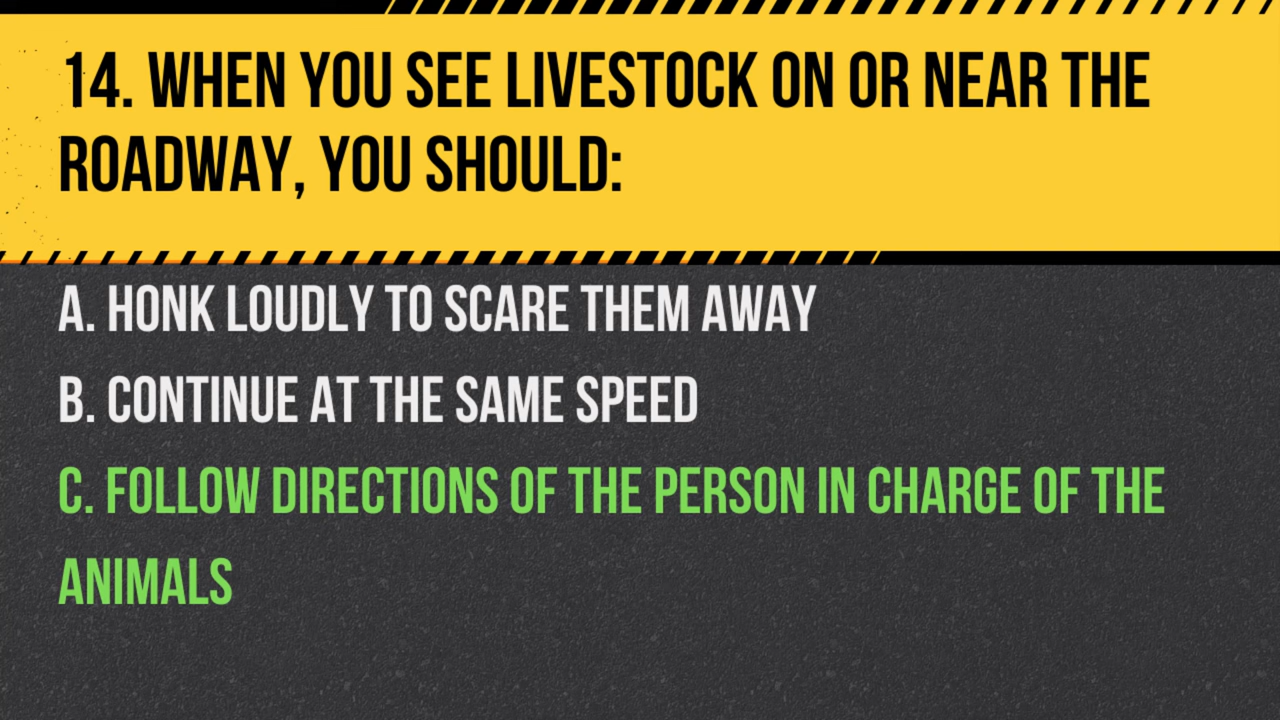 14. WHEN YOU SEE LIVESTOCK ON OR NEAR THE
ROADWAY, YOU SHOULD:
A. HONK LOUDLY TO SCARE THEM AWAY
B. CONTINUE AT THE SAME SPEED
C. FOLLOW DIRECTIONS OF THE PERSON IN CHARGE OF THE
ANIMALS